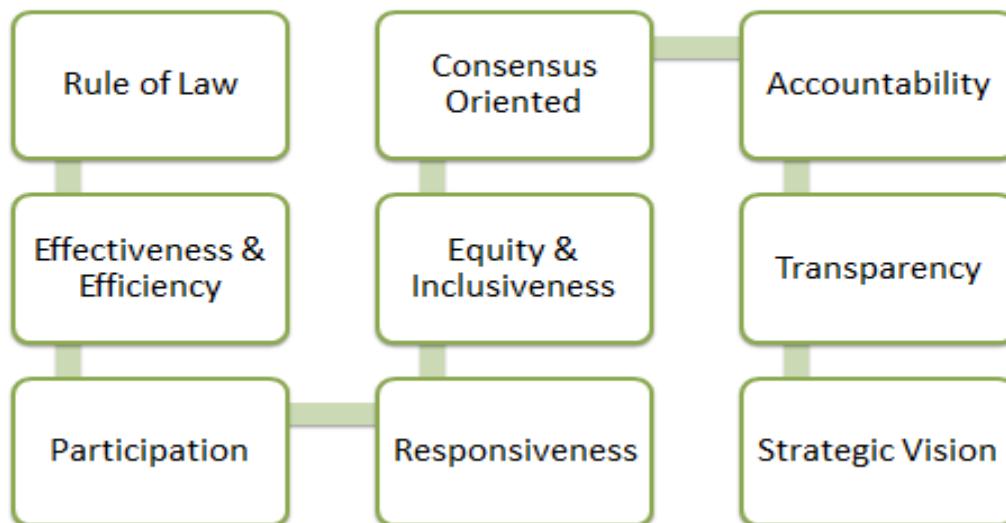 Rule of Law
Effectiveness &
Efficiency
Participation
Responsiveness
Equity &
Inclusiveness
Consensus
Oriented
Accountability
Transparency
Strategic Vision